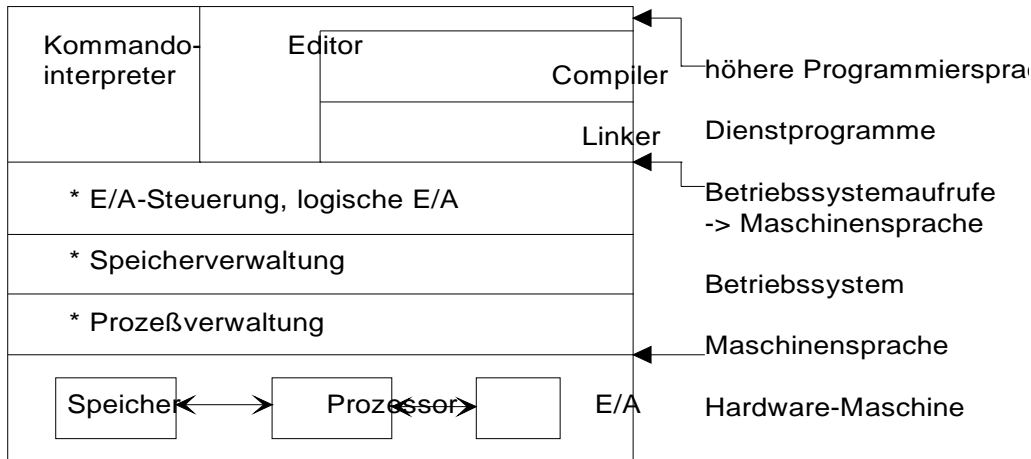 Kommando-
interpreter
Editor
Compiler
Linker
* E/A-Steuerung, logische E/A
* Speicherverwaltung
* Prozeßverwaltung
Speicher
Prozessor
E/A
höhere Programmierspra
Dienstprogramme
Betriebssystemaufrufe
-> Maschinensprache
Betriebssystem
Maschinensprache
Hardware-Maschine